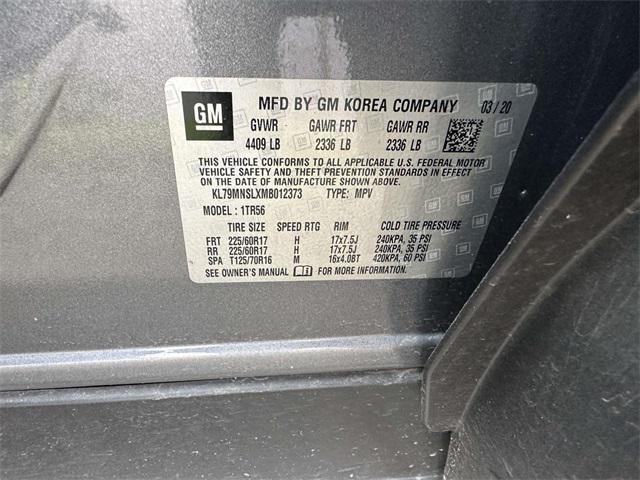 GM MFD BY GM KOREA COMPANY 03/20
GVWR GAWR FRT GAWR RR
4409 LB 2336 LB 2336 LB
THIS VEHICLE CONFORMS TO ALL APPLICABLE U.S. FEDERAL MOTOR
VEHICLE SAFETY AND THEFT PREVENTION STANDARDS IN EFFECT
ON THE DATE OF MANUFACTURE SHOWN ABOVE.
KL79MNSLXMB012373 TYPE: MPV
MODEL : 1TR56
TIRE SIZE SPEED RTG RIM COLD TIRE PRESSURE
FRT 225/60R17 H 17x7.5J 240KPA, 35 PSI
RR 225/60R17 H 17x7.5J 240KPA, 35 PSI
SPA T125/70R16 M 16x4.0BT 420KPA, 60 PSI
SEE OWNER'S MANUAL FOR MORE INFORMATION.